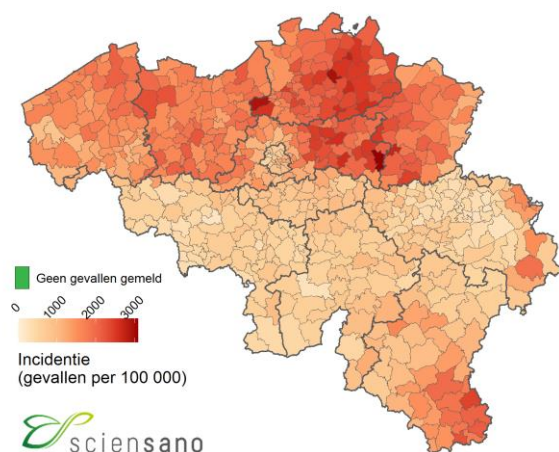 Geen gevallen gemeld
0
1000
2000
3000
Incidentie
(gevallen per 100 000)
sciensano